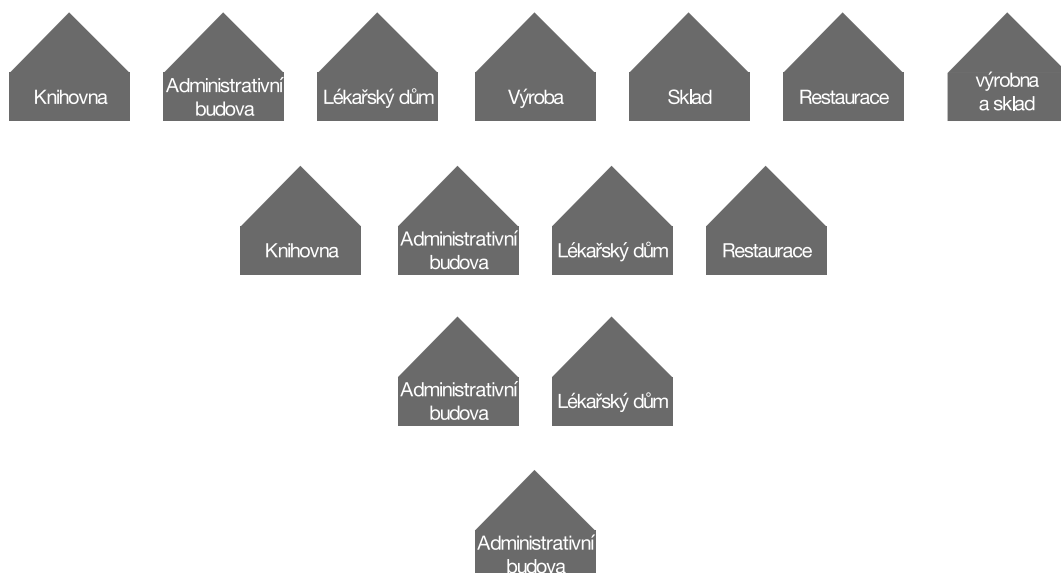 Knihovna
Administrativní
budova
Lékařský dům
Výroba
Sklad
Restaurace
výrobna
a sklad
Knihovna
Administrativní
budova
Lékařský dům
Restaurace
Administrativní
budova
Lékařský dům
Administrativní
budova